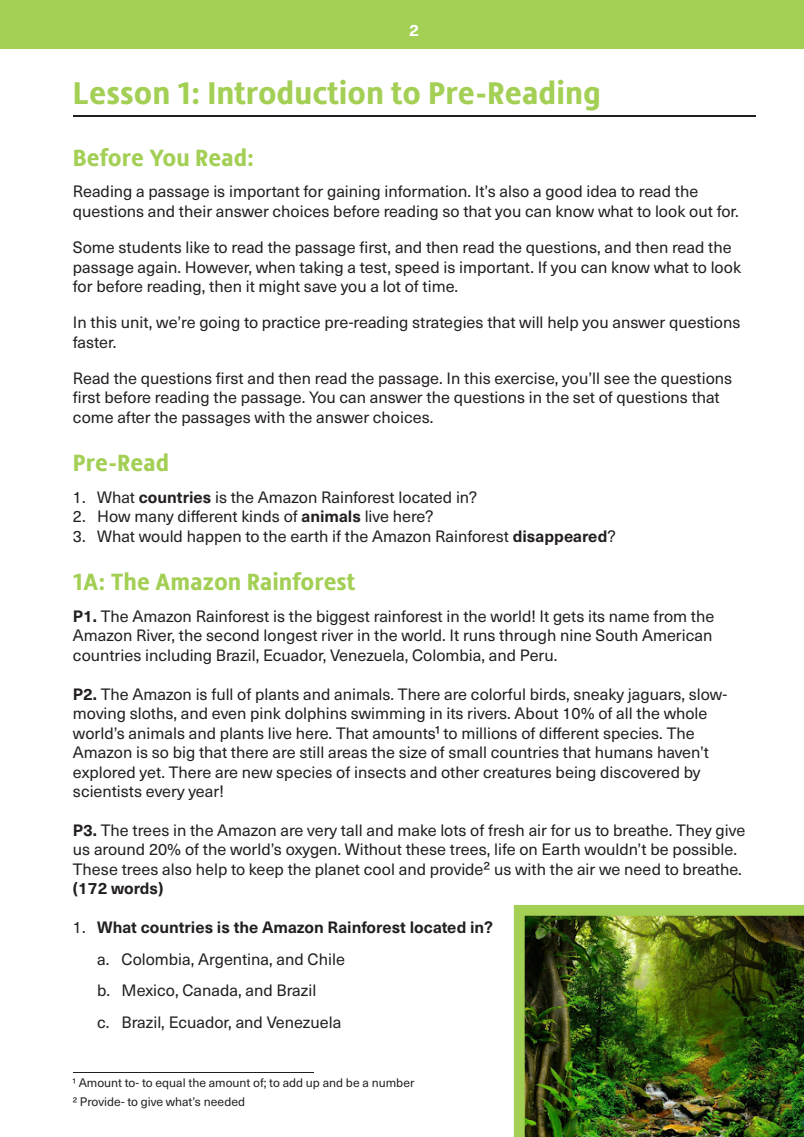 2
Lesson 1: Introduction to Pre-Reading
Before You Read:
Reading a passage is important for gaining information. It’s also a good idea to read the
questions and their answer choices before reading so that you can know what to look out for.
Some students like to read the passage first, and then read the questions, and then read the
passage again. However, when taking a test, speed is important. If you can know what to look
for before reading, then it might save you a lot of time.
In this unit, we’re going to practice pre-reading strategies that will help you answer questions
faster.
Read the questions first and then read the passage. In this exercise, you’ll see the questions
first before reading the passage. You can answer the questions in the set of questions that
come after the passages with the answer choices.
Pre-Read
1. What countries is the Amazon Rainforest located in?
2. How many different kinds of animals live here?
3. What would happen to the earth if the Amazon Rainforest disappeared?
1A: The Amazon Rainforest
P1. The Amazon Rainforest is the biggest rainforest in the world! It gets its name from the
Amazon River, the second longest river in the world. It runs through nine South American
countries including Brazil, Ecuador, Venezuela, Colombia, and Peru.
P2. The Amazon is full of plants and animals. There are colorful birds, sneaky jaguars, slow-
moving sloths, and even pink dolphins swimming in its rivers. About 10% of all the whole
world’s animals and plants live here. That amounts¹ to millions of different species. The
Amazon is so big that there are still areas the size of small countries that humans haven’t
explored yet. There are new species of insects and other creatures being discovered by
scientists every year!
P3. The trees in the Amazon are very tall and make lots of fresh air for us to breathe. They give
us around 20% of the world’s oxygen. Without these trees, life on Earth wouldn’t be possible.
These trees also help to keep the planet cool and provide² us with the air we need to breathe.
(172 words)
1. What countries is the Amazon Rainforest located in?
a. Colombia, Argentina, and Chile
b. Mexico, Canada, and Brazil
c. Brazil, Ecuador, and Venezuela
¹ Amount to- to equal the amount of; to add up and be a number
² Provide- to give what’s needed